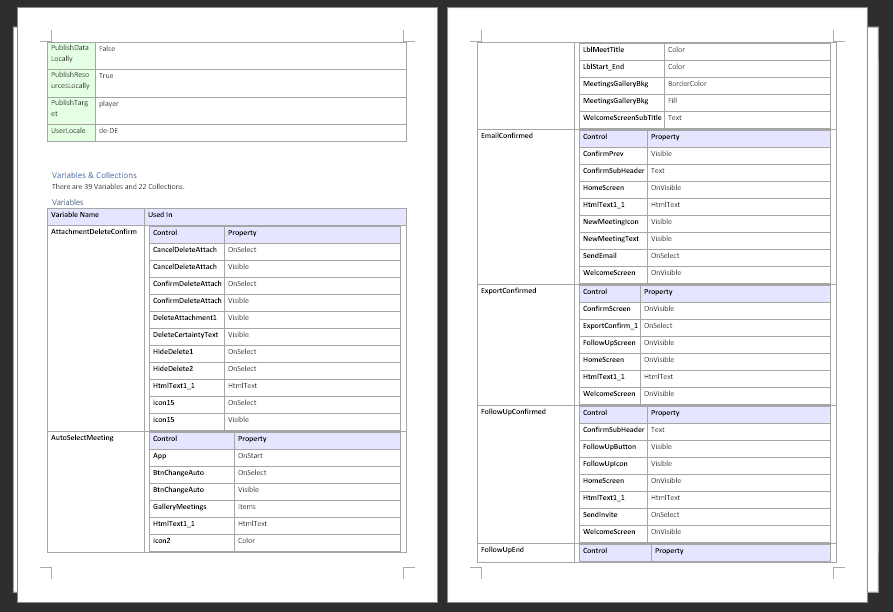 PublishData False
Locally
PublishReso True
urcesLocally
PublishTarg player
et
UserLocale de-DE
Variables & Collections
There are 39 Variables and 22 Collections.
Variables
Variable Name Used In
AttachmentDeleteConfirm Control Property
CancelDeleteAttach OnSelect
CancelDeleteAttach Visible
ConfirmDeleteAttach OnSelect
ConfirmDeleteAttach Visible
DeleteAttachment1 Visible
DeleteCertaintyText Visible
HideDelete1 OnSelect
HideDelete2 OnSelect
HtmlText1_1 HtmlText
icon15 OnSelect
icon15 Visible
AutoSelectMeeting Control Property
App OnStart
BtnChangeAuto OnSelect
BtnChangeAuto Visible
GalleryMeetings Items
HtmlText1_1 HtmlText
icon2 Color
LblMeetTitle Color
LblStart_End Color
MeetingsGalleryBkg BorderColor
MeetingsGalleryBkg Fill
WelcomeScreenSubTitle Text
EmailConfirmed Control Property
ConfirmPrev Visible
ConfirmSubHeader Text
HomeScreen OnVisible
HtmlText1_1 HtmlText
NewMeetingIcon Visible
NewMeetingText Visible
SendEmail OnSelect
WelcomeScreen OnVisible
ExportConfirmed Control Property
ConfirmScreen OnVisible
ExportConfirm_1 OnSelect
FollowUpScreen OnVisible
HomeScreen OnVisible
HtmlText1_1 HtmlText
WelcomeScreen OnVisible
FollowUpConfirmed Control Property
ConfirmSubHeader Text
FollowUpButton Visible
FollowUpIcon Visible
HomeScreen OnVisible
HtmlText1_1 HtmlText
SendInvite OnSelect
WelcomeScreen OnVisible
FollowUpEnd Control Property